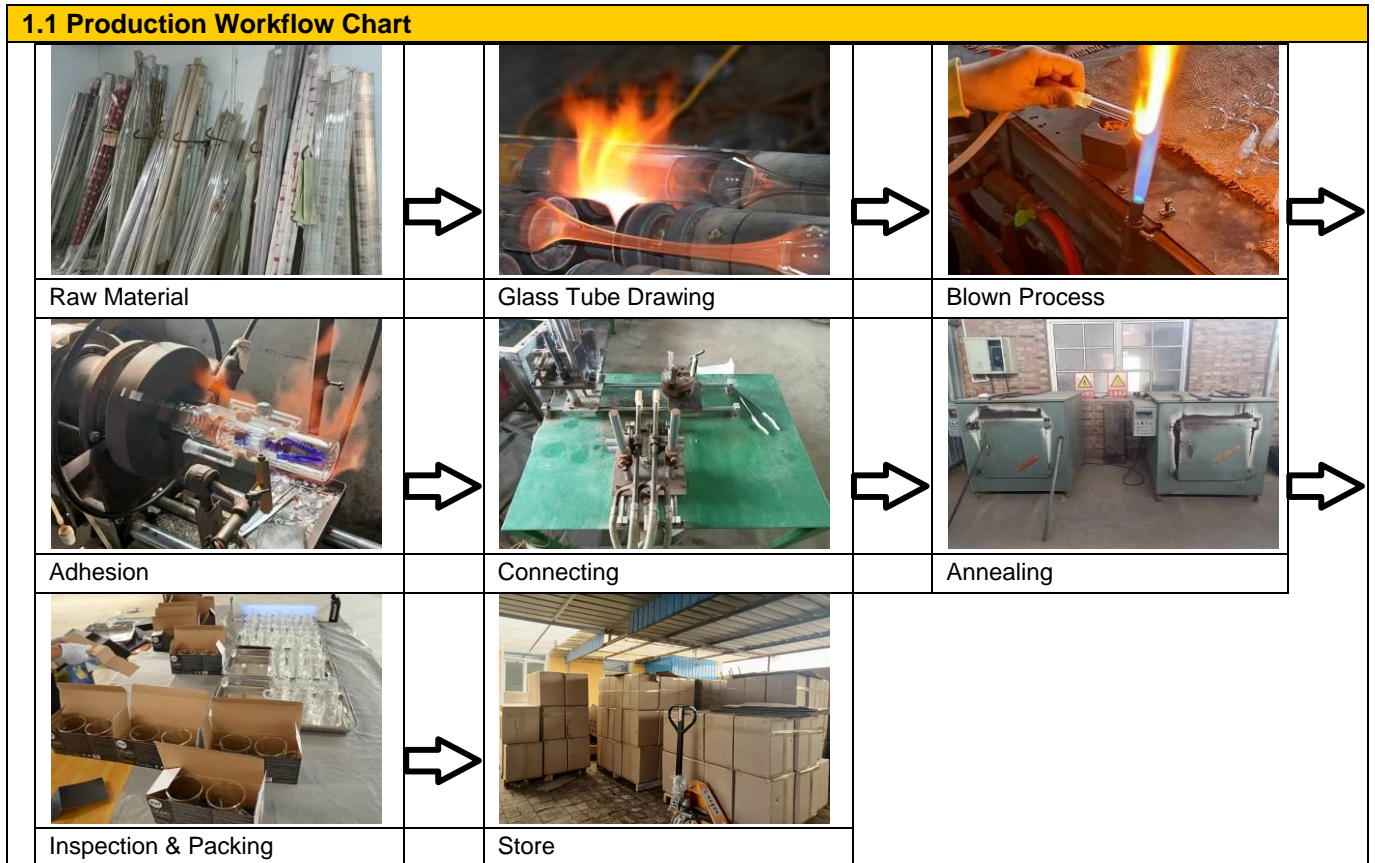 1.1 Production Workflow Chart
Raw Material
Glass Tube Drawing
Blown Process
Adhesion
Connecting
Annealing
Inspection & Packing
Store